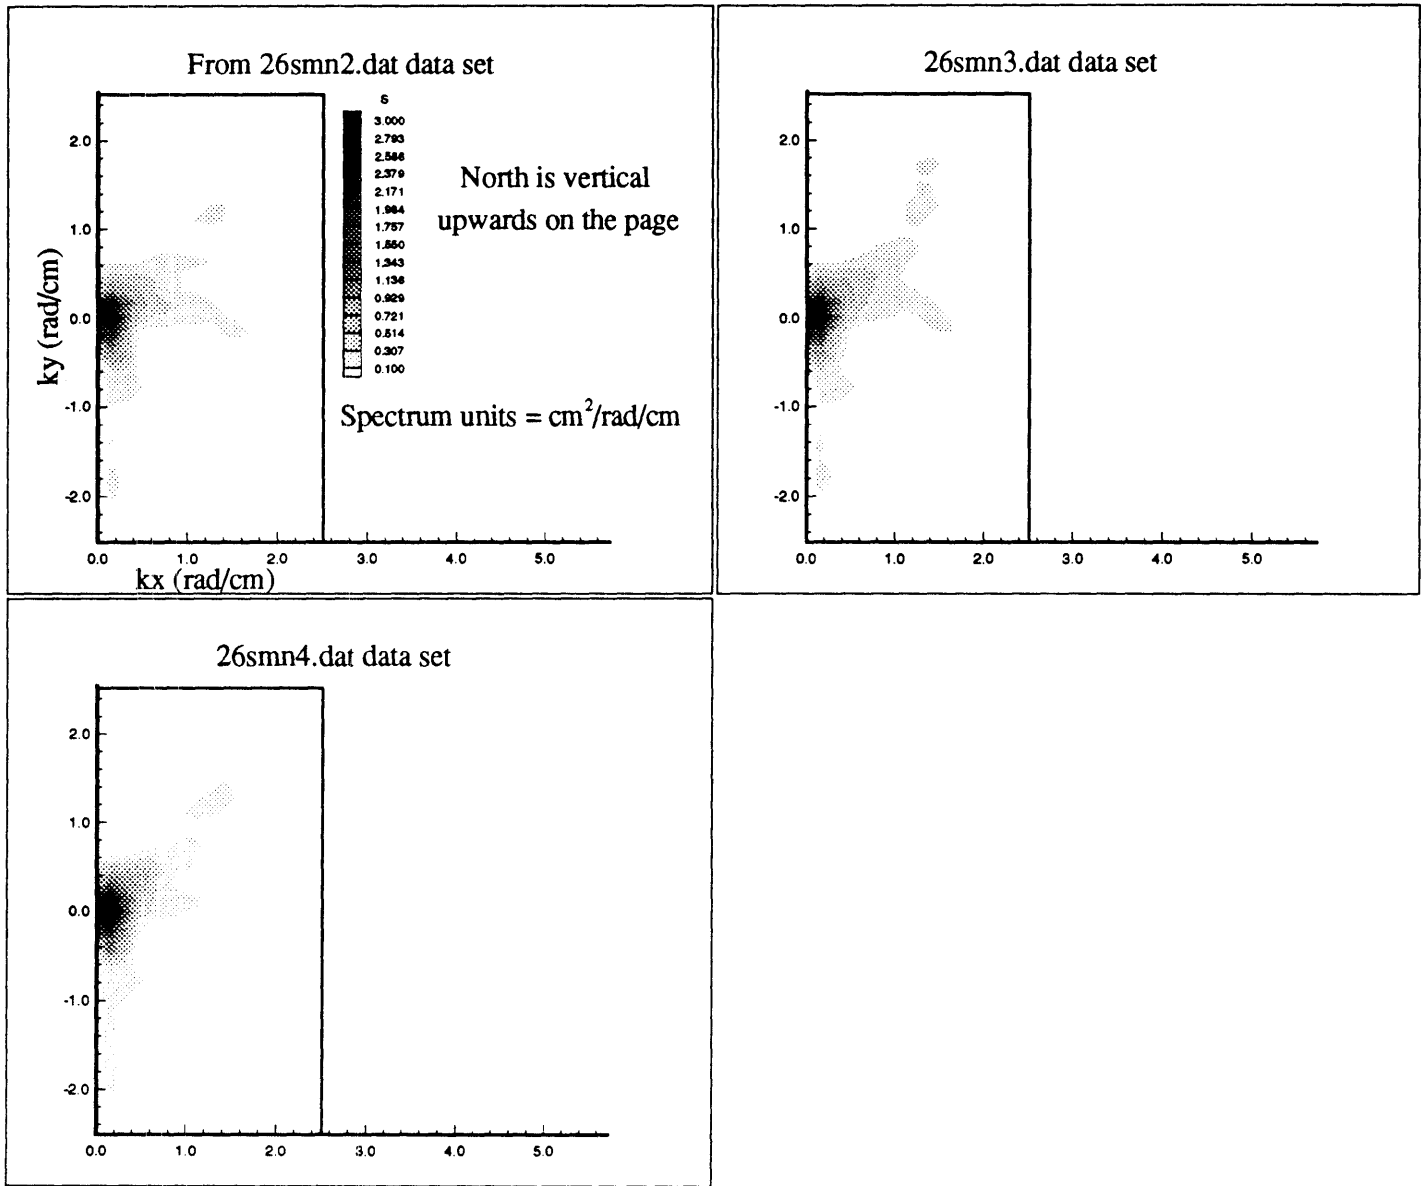 From 26smn2.dat data set
S
3.000
2.793
2.586
2.379
2.171
1.964
1.757
1.550
1.343
1.136
0.929
0.721
0.514
0.307
0.100
North is vertical
upwards on the page
Spectrum units = cm²/rad/cm
ky (rad/cm)
2.0
1.0
0.0
-1.0
-2.0
0.0 1.0 2.0 3.0 4.0 5.0
kx (rad/cm)
26smn3.dat data set
2.0
1.0
0.0
-1.0
-2.0
0.0 1.0 2.0 3.0 4.0 5.0
26smn4.dat data set
2.0
1.0
0.0
-1.0
-2.0
0.0 1.0 2.0 3.0 4.0 5.0